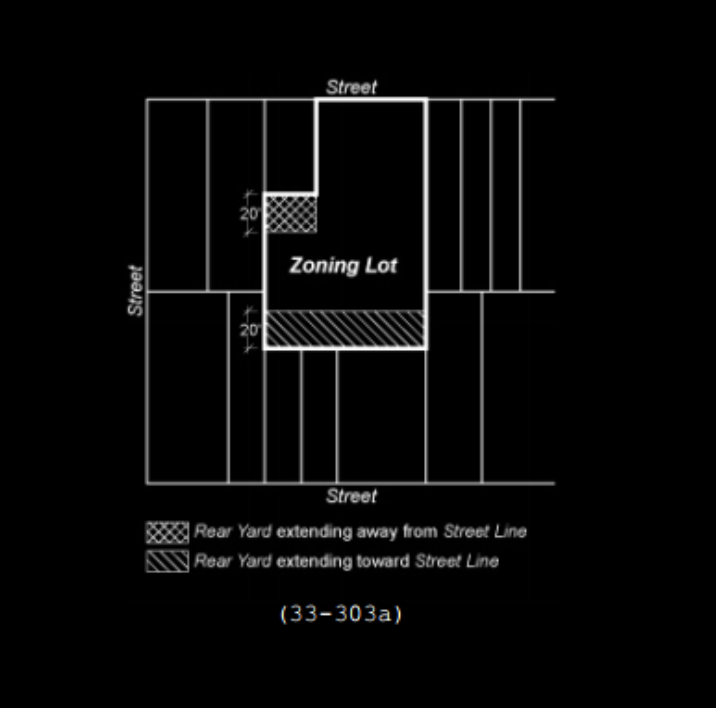 Street
20'
Zoning Lot
Street
20'
Street
Rear Yard extending away from Street Line
Rear Yard extending toward Street Line
(33-303a)